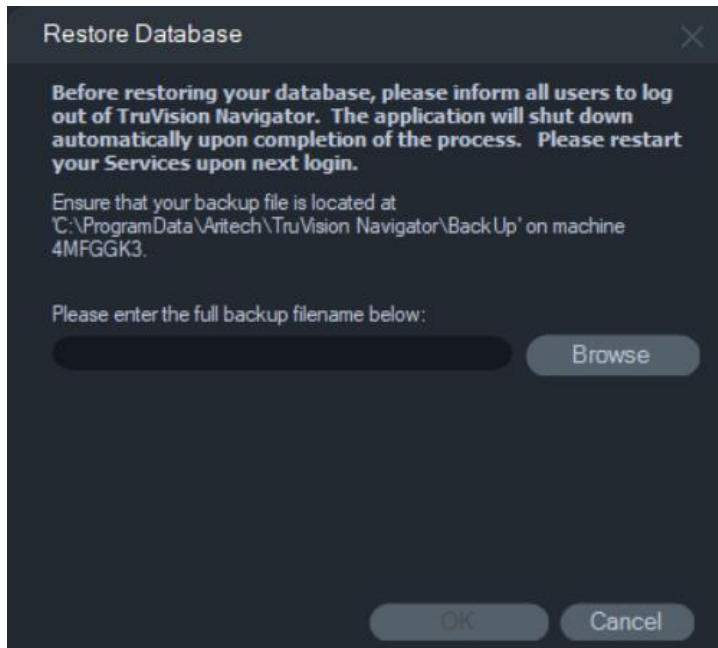 Restore Database
Before restoring your database, please inform all users to log
out of TruVision Navigator.  The application will shut down
automatically upon completion of the process.   Please restart
your Services upon next login.
Ensure that your backup file is located at
'C:\ProgramData\Aritech\TruVision Navigator\BackUp' on machine
4MFGGK3.
Please enter the full backup filename below:
Browse
OK
Cancel